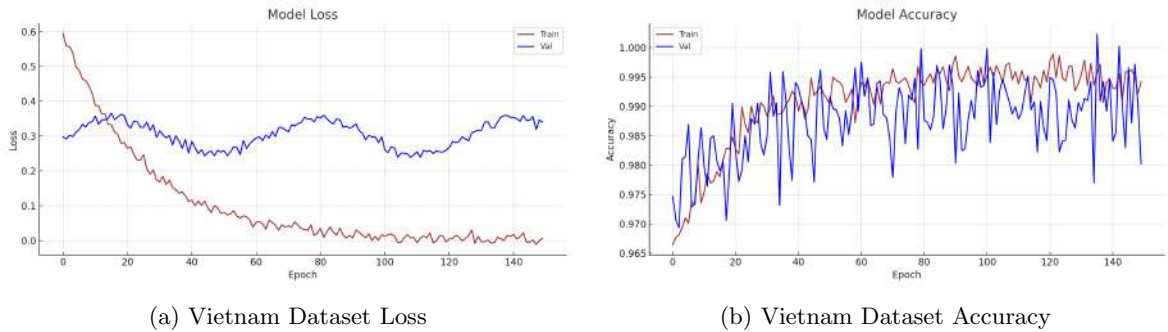 Model Loss
Train
Val
0.6
0.5
0.4
0.3
0.2
0.1
0.0
Loss
0
20
40
60
80
100
120
140
Epoch
(a) Vietnam Dataset Loss
Model Accuracy
Train
Val
1.000
0.995
0.990
0.985
0.980
0.975
0.970
0.965
Accuracy
0
20
40
60
80
100
120
140
Epoch
(b) Vietnam Dataset Accuracy